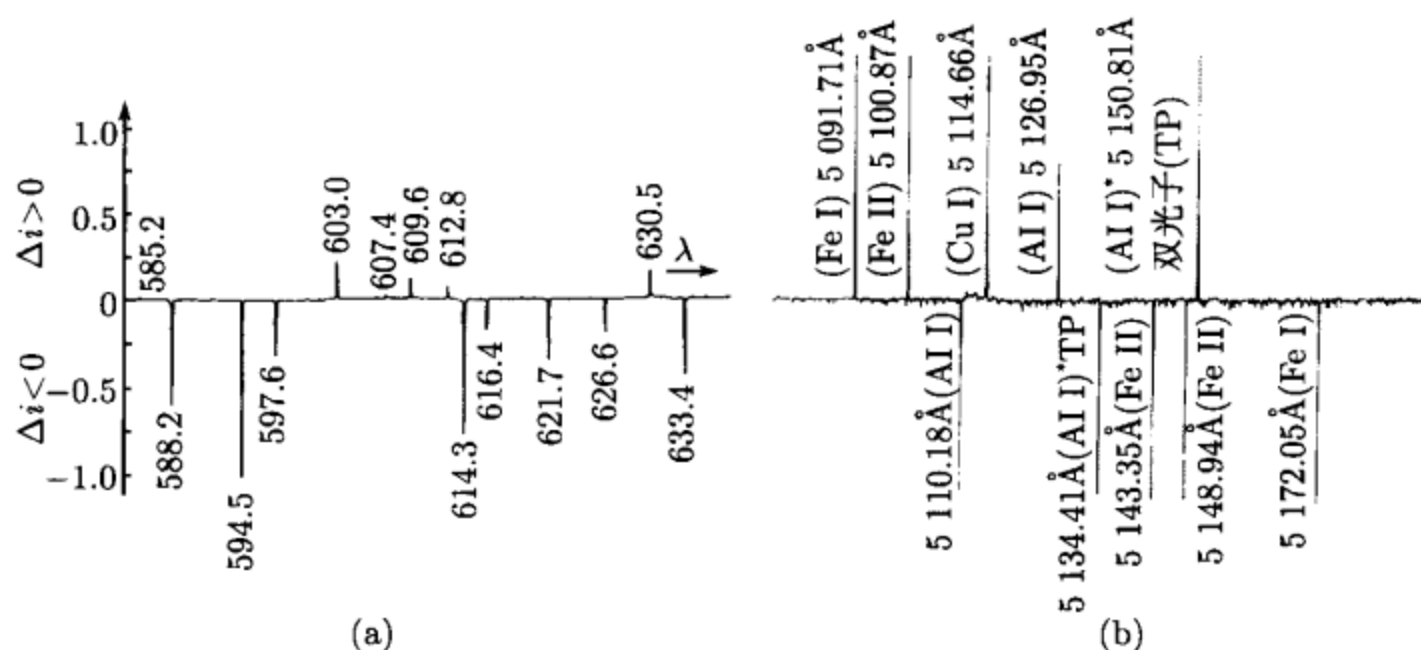 Δi>0
Δi<0
1.0
0.5
0
−0.5
−1.0
585.2
588.2
594.5
597.6
603.0
607.4
609.6
612.8
614.3
616.4
621.7
626.6
630.5
633.4
λ
(a)
(Fe I) 5 091.71Å
(Fe II) 5 100.87Å
(Cu I) 5 114.66Å
(AI I) 5 126.95Å
(AI I)* 5 150.81Å
双光子(TP)
5 110.18Å(AI I)
5 134.41Å(AI I)*TP
5 143.35Å(Fe II)
5 148.94Å(Fe II)
5 172.05Å(Fe I)
(b)